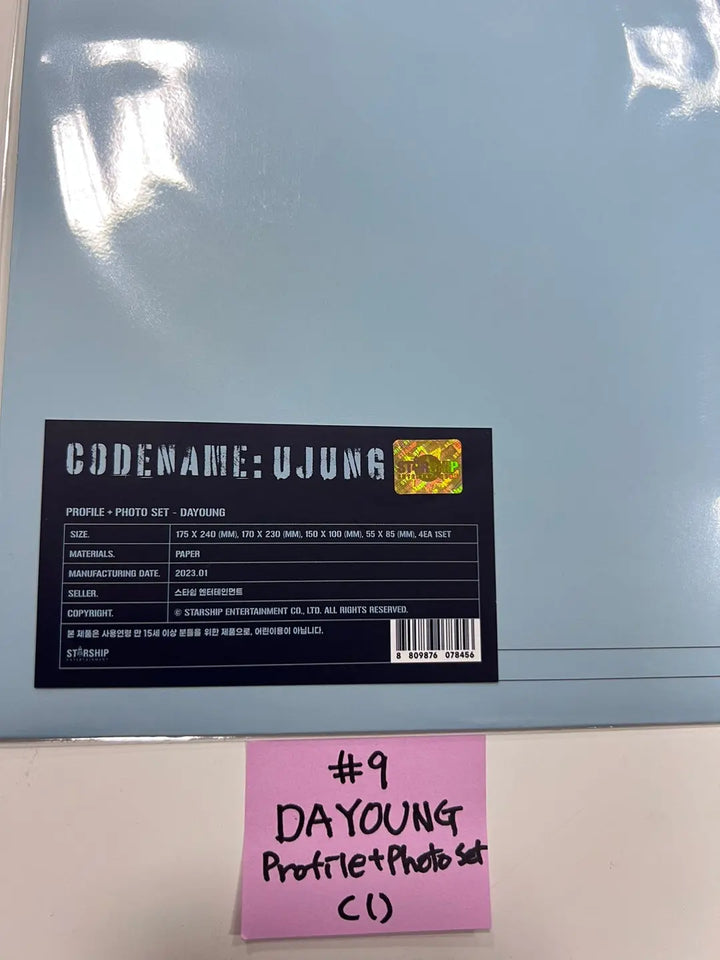 CODENAME: UJUNG
STARSHIP
ENTERTAINMENT
PROFILE + PHOTO SET - DAYOUNG
SIZE. 175 X 240 (MM), 170 X 230 (MM), 150 X 100 (MM), 55 X 85 (MM), 4EA 1SET
MATERIALS. PAPER
MANUFACTURING DATE. 2023.01
SELLER. 스타쉽 엔터테인먼트
COPYRIGHT. © STARSHIP ENTERTAINMENT CO., LTD. ALL RIGHTS RESERVED.
본 제품은 사용연령 만 15세 이상 분들을 위한 제품으로, 어린이용이 아닙니다.
STARSHIP
ENTERTAINMENT
8 809876 078456
#9
DAYOUNG
Profile+Photo Set
(1)